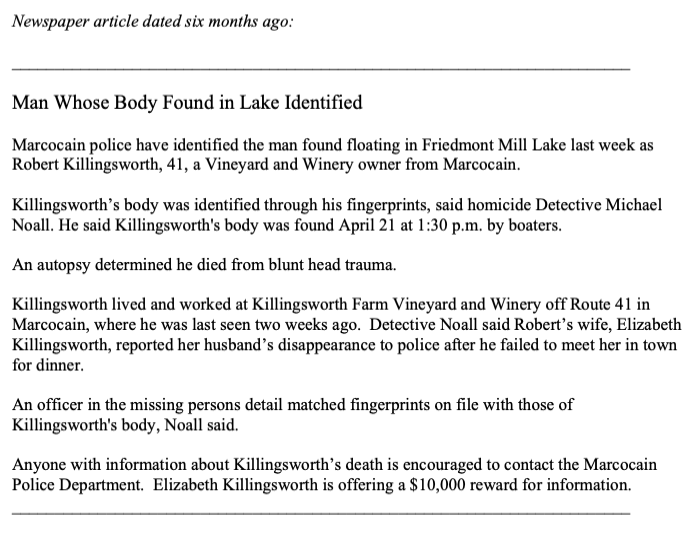 Newspaper article dated six months ago:
Man Whose Body Found in Lake Identified
Marcocain police have identified the man found floating in Friedmont Mill Lake last week as
Robert Killingsworth, 41, a Vineyard and Winery owner from Marcocain.
Killingsworth’s body was identified through his fingerprints, said homicide Detective Michael
Noall. He said Killingsworth's body was found April 21 at 1:30 p.m. by boaters.
An autopsy determined he died from blunt head trauma.
Killingsworth lived and worked at Killingsworth Farm Vineyard and Winery off Route 41 in
Marcocain, where he was last seen two weeks ago.  Detective Noall said Robert’s wife, Elizabeth
Killingsworth, reported her husband’s disappearance to police after he failed to meet her in town
for dinner.
An officer in the missing persons detail matched fingerprints on file with those of
Killingsworth's body, Noall said.
Anyone with information about Killingsworth’s death is encouraged to contact the Marcocain
Police Department.  Elizabeth Killingsworth is offering a $10,000 reward for information.